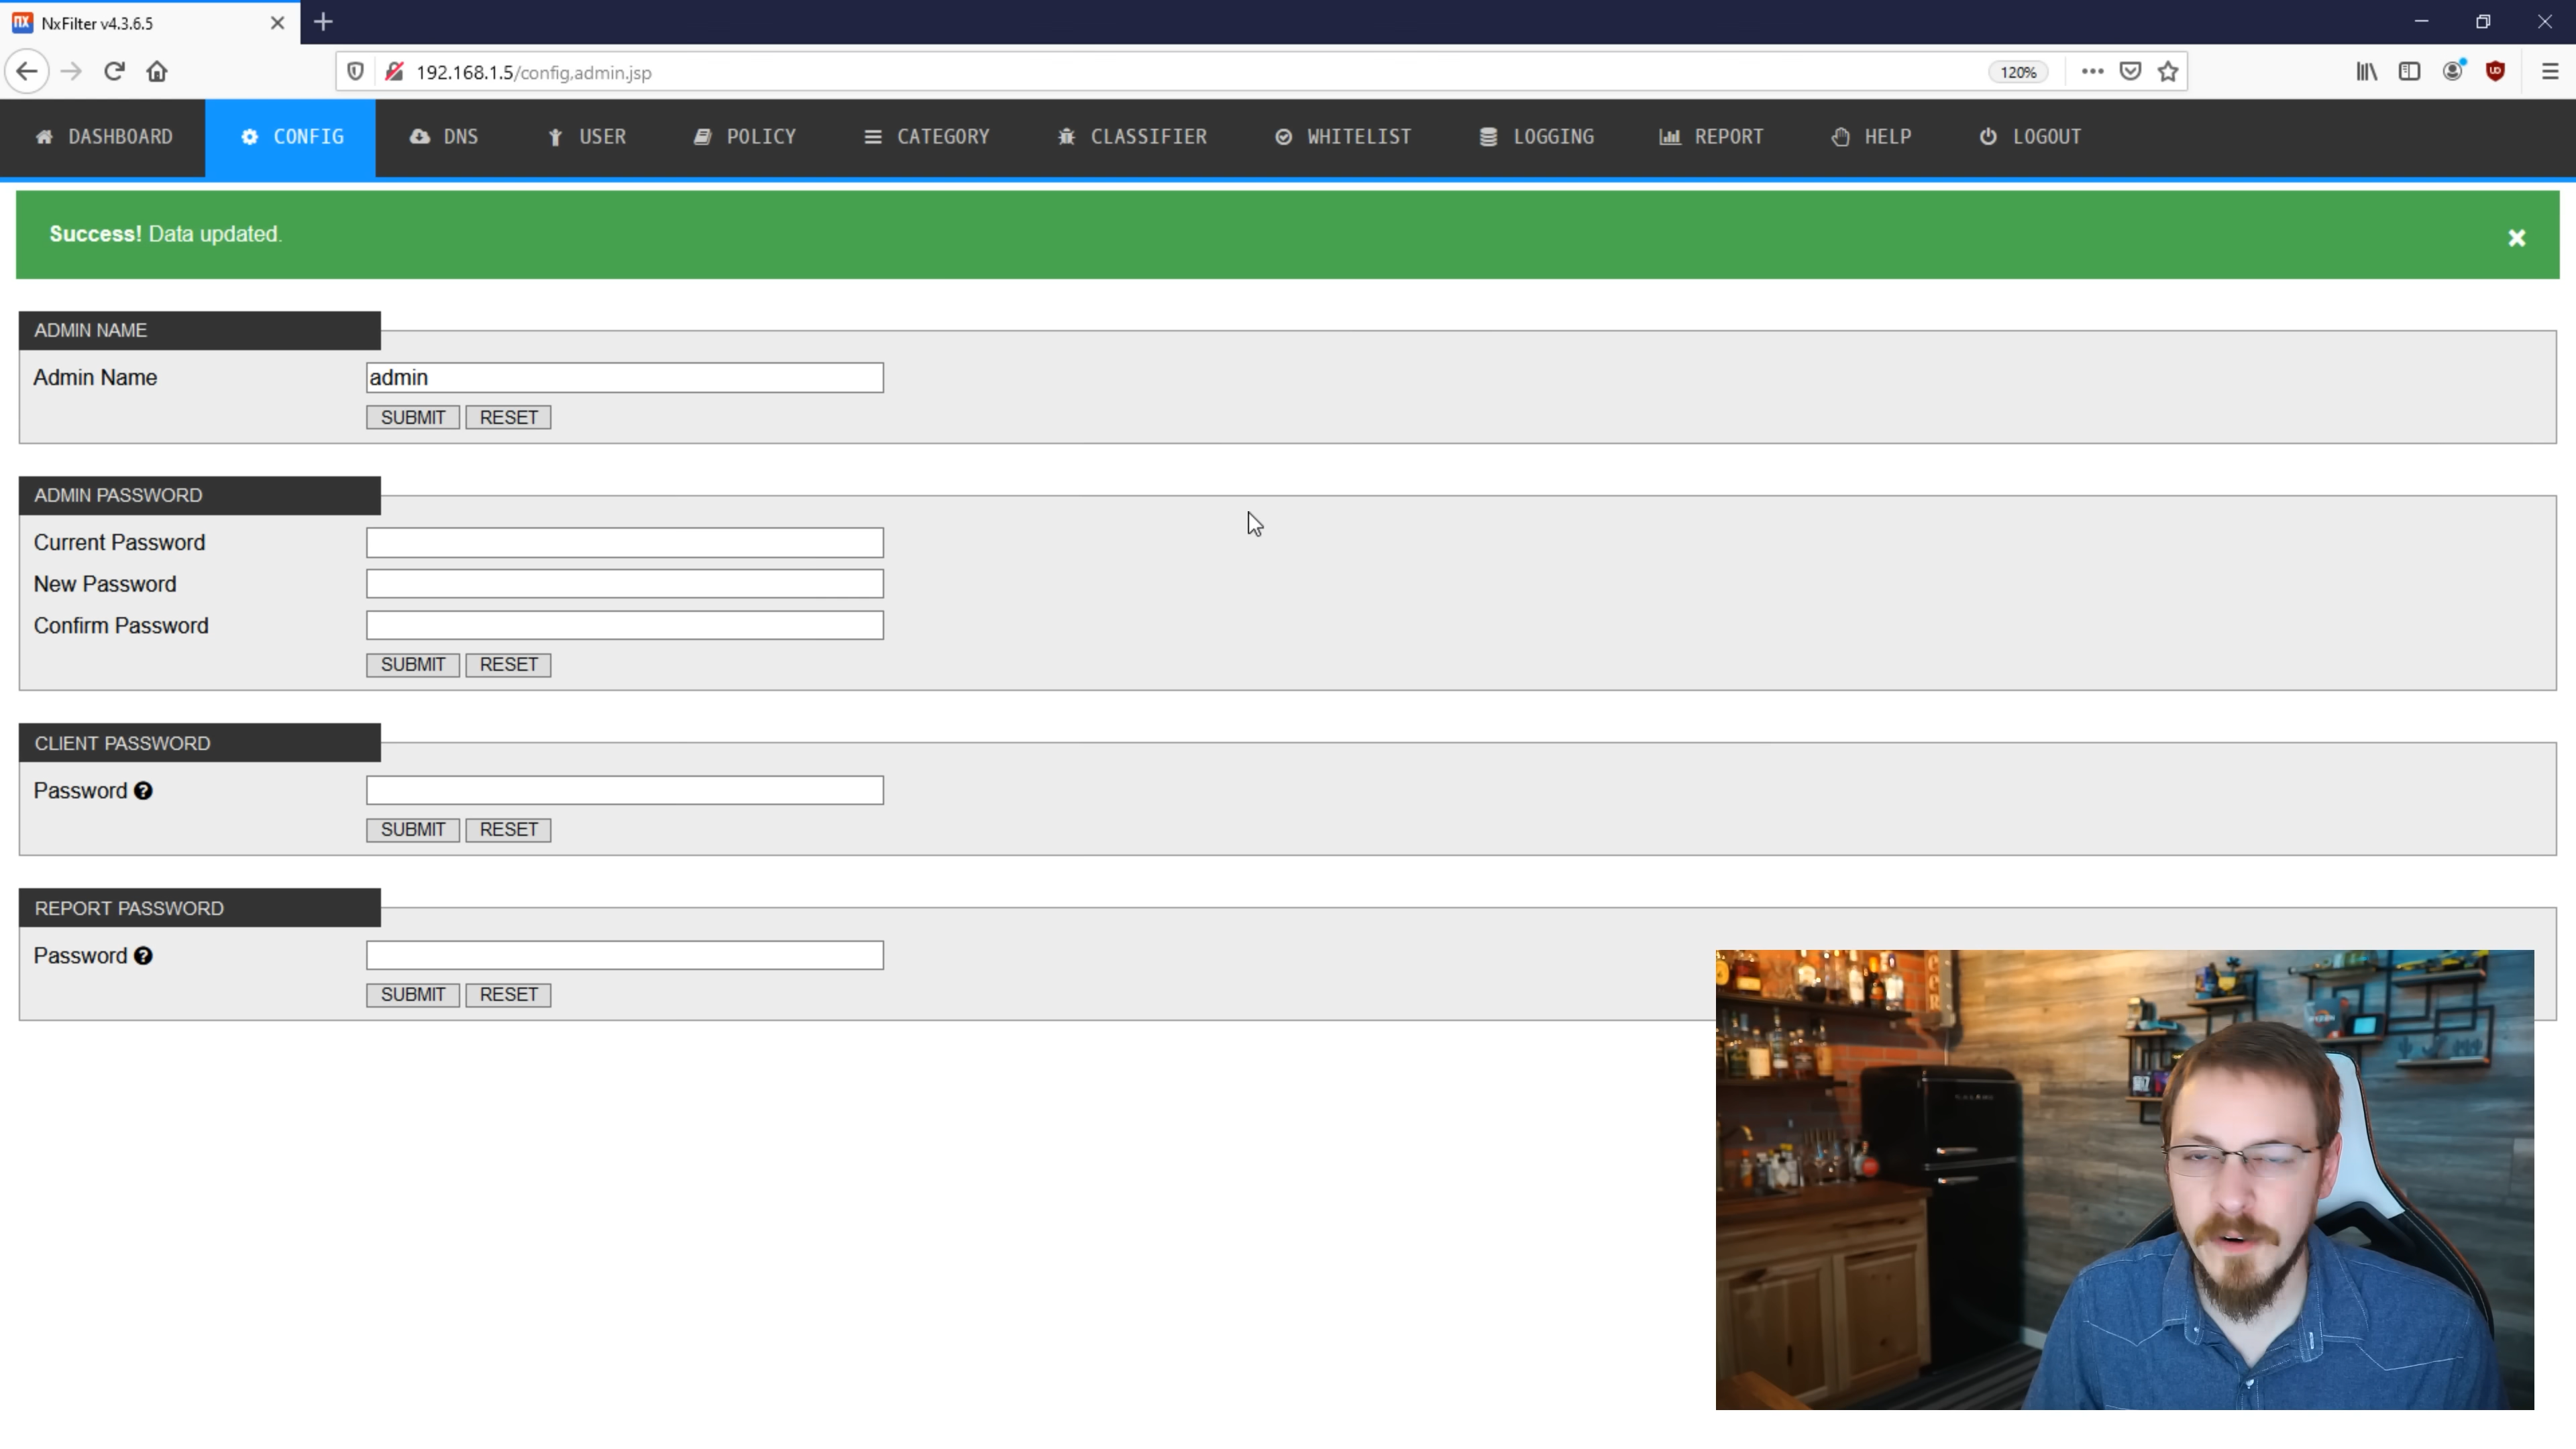 NxFilter v4.3.6.5
192.168.1.5/config,admin.jsp
120%
DASHBOARD CONFIG DNS USER POLICY CATEGORY CLASSIFIER WHITELIST LOGGING REPORT HELP LOGOUT
Success! Data updated.
ADMIN NAME
Admin Name admin
SUBMIT RESET
ADMIN PASSWORD
Current Password
New Password
Confirm Password
SUBMIT RESET
CLIENT PASSWORD
Password
SUBMIT RESET
REPORT PASSWORD
Password
SUBMIT RESET